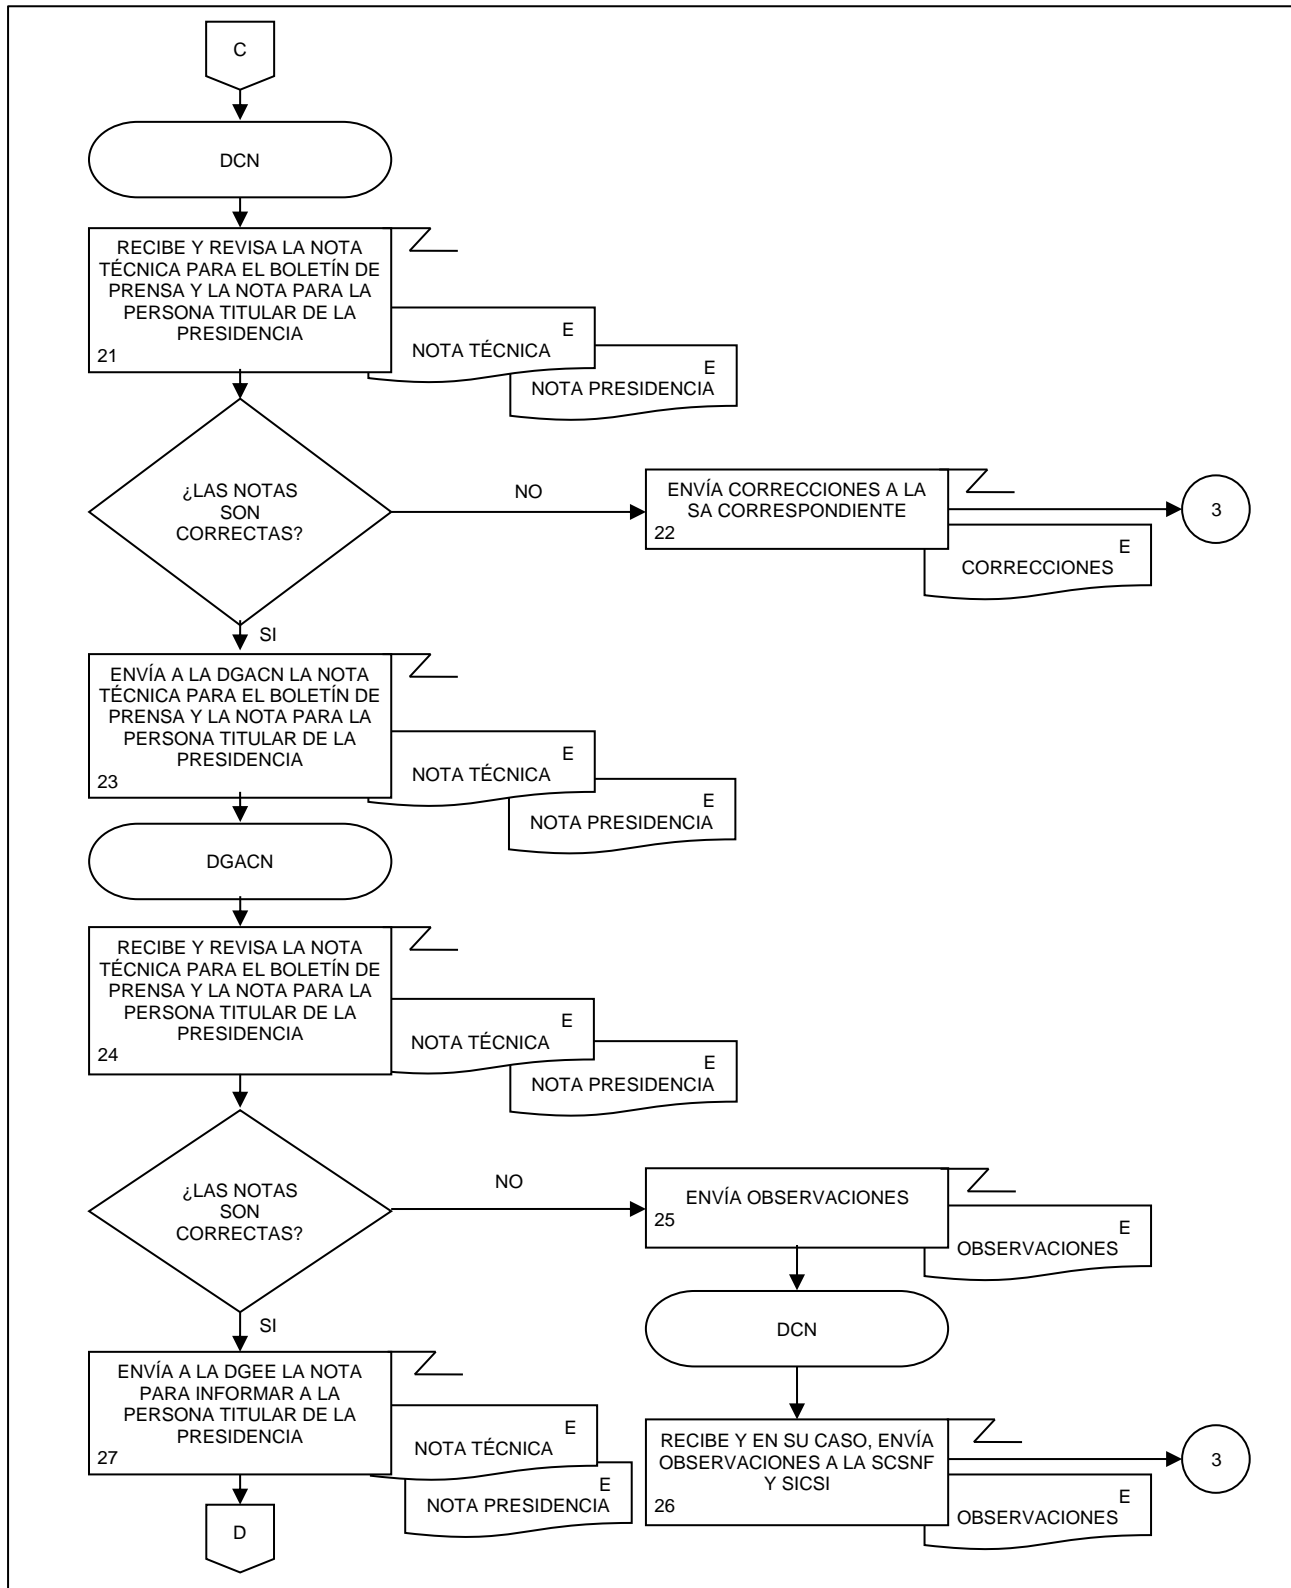 C
DCN
RECIBE Y REVISA LA NOTA
TÉCNICA PARA EL BOLETÍN DE
PRENSA Y LA NOTA PARA LA
PERSONA TITULAR DE LA
PRESIDENCIA
21
E
NOTA TÉCNICA
E
NOTA PRESIDENCIA
¿LAS NOTAS
SON
CORRECTAS?
NO
ENVÍA CORRECCIONES A LA
SA CORRESPONDIENTE
22
E
CORRECCIONES
3
SI
ENVÍA A LA DGACN LA NOTA
TÉCNICA PARA EL BOLETÍN DE
PRENSA Y LA NOTA PARA LA
PERSONA TITULAR DE LA
PRESIDENCIA
23
E
NOTA TÉCNICA
E
NOTA PRESIDENCIA
DGACN
RECIBE Y REVISA LA NOTA
TÉCNICA PARA EL BOLETÍN DE
PRENSA Y LA NOTA PARA LA
PERSONA TITULAR DE LA
PRESIDENCIA
24
E
NOTA TÉCNICA
E
NOTA PRESIDENCIA
¿LAS NOTAS
SON
CORRECTAS?
NO
ENVÍA OBSERVACIONES
25
E
OBSERVACIONES
DCN
RECIBE Y EN SU CASO, ENVÍA
OBSERVACIONES A LA SCSNF
Y SICSI
26
E
OBSERVACIONES
3
SI
ENVÍA A LA DGEE LA NOTA
PARA INFORMAR A LA
PERSONA TITULAR DE LA
PRESIDENCIA
27
E
NOTA TÉCNICA
E
NOTA PRESIDENCIA
D